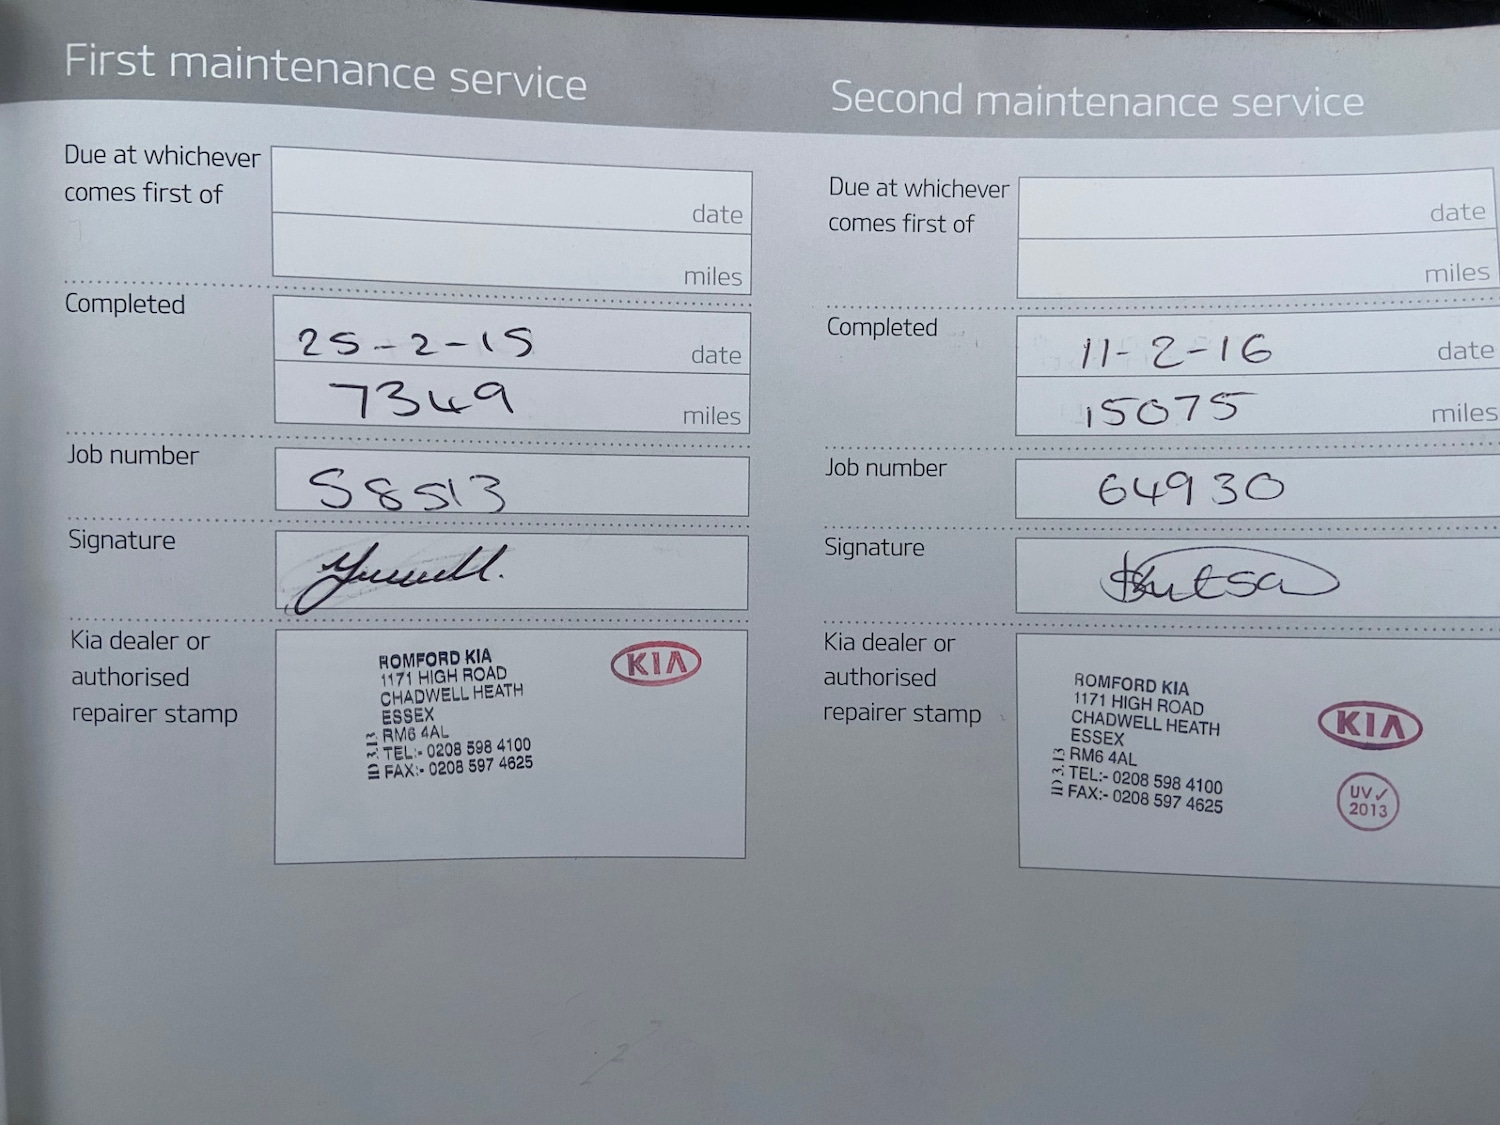 First maintenance service
Due at whichever
comes first of
date
miles
Completed
25-2-15 date
7349 miles
Job number
58513
Signature
Kia dealer or
authorised
repairer stamp
ROMFORD KIA
1171 HIGH ROAD
CHADWELL HEATH
ESSEX
RM6 4AL
TEL:- 0208 598 4100
FAX:- 0208 597 4625
KIA
Second maintenance service
Due at whichever
comes first of
date
miles
Completed
11-2-16 date
15075 miles
Job number
64930
Signature
Kia dealer or
authorised
repairer stamp
ROMFORD KIA
1171 HIGH ROAD
CHADWELL HEATH
ESSEX
RM6 4AL
TEL:- 0208 598 4100
FAX:- 0208 597 4625
KIA
UV✓
2013